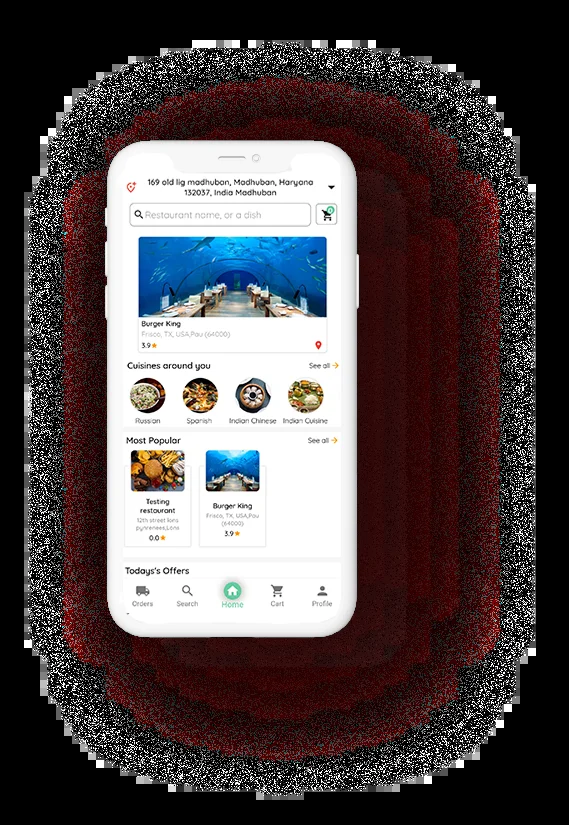 169 old lig madhuban, Madhuban, Haryana
132037, India Madhuban
Restaurant name, or a dish
Burger King
Frisco, TX, USA,Pau (64000)
3.9
Cuisines around you
See all
Russian
Spanish
Indian Chinese
Indian Cuisine
Most Popular
See all
Testing
restaurant
12th street lons
pyrenees,Lons
0.0
Burger King
Frisco, TX, USA,Pau
(64000)
3.9
Todays's Offers
Orders
Search
Home
Cart
Profile